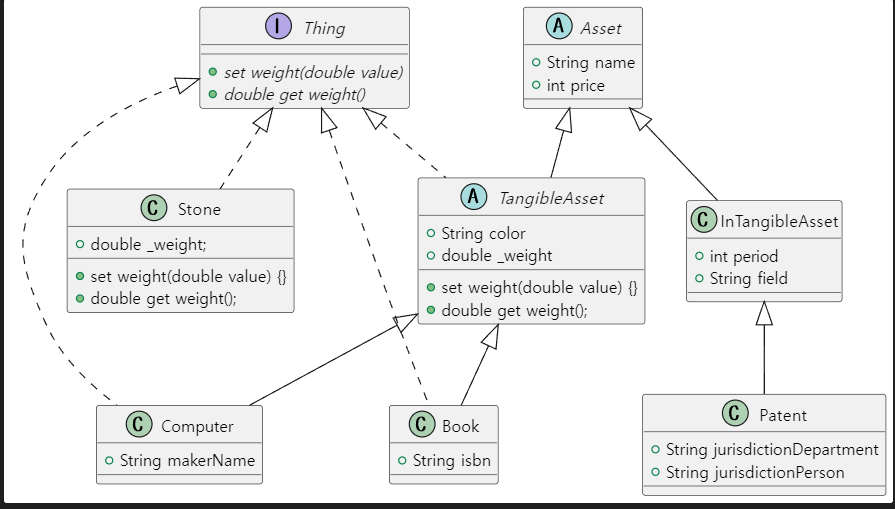 I Thing
set weight(double value)
double get weight()
A Asset
String name
int price
C Stone
double _weight;
set weight(double value) {}
double get weight();
A TangibleAsset
String color
double _weight
set weight(double value) {}
double get weight();
C InTangibleAsset
int period
String field
C Computer
String makerName
C Book
String isbn
C Patent
String jurisdictionDepartment
String jurisdictionPerson